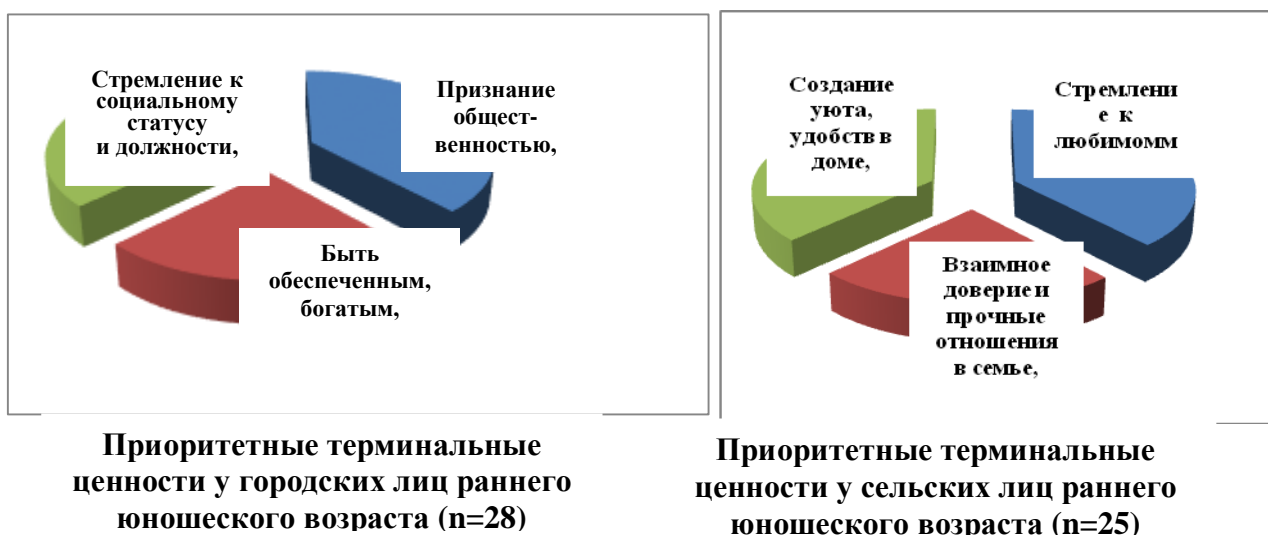 Стремление к
социальному
статусу
и должности,
Признание
общест-
венностью,
Быть
обеспеченным,
богатым,
Приоритетные терминальные
ценности у городских лиц раннего
юношеского возраста (n=28)
Создание
уюта,
удобств в
доме,
Стремлени
е к
любимомм
Взаимное
доверие и
прочные
отношения
в семье,
Приоритетные терминальные
ценности у сельских лиц раннего
юношеского возраста (n=25)